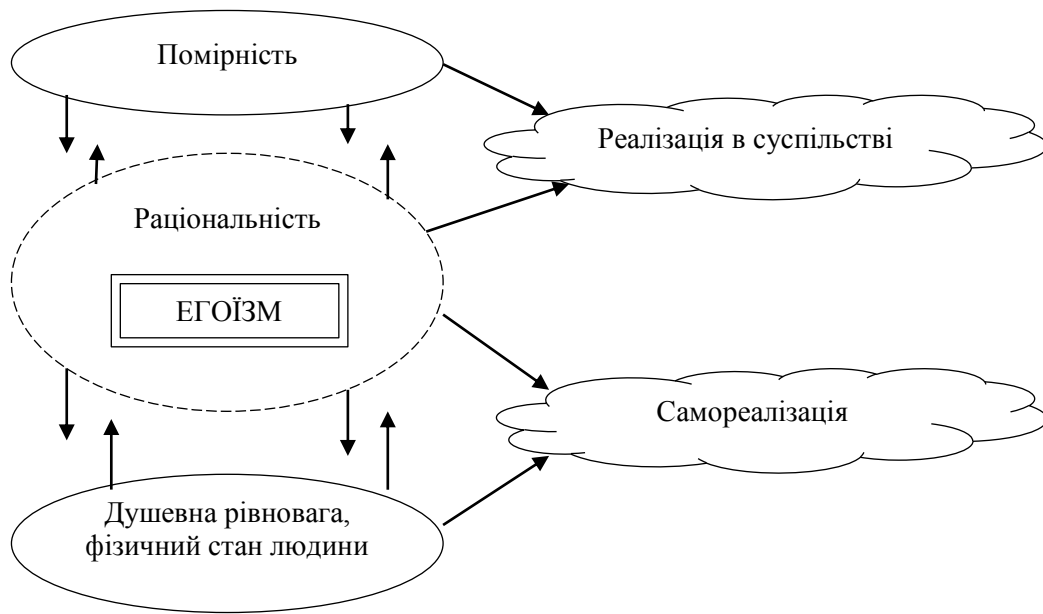 Помірність
Реалізація в суспільстві
Раціональність
ЕГОЇЗМ
Самореалізація
Душевна рівновага,
фізичний стан людини